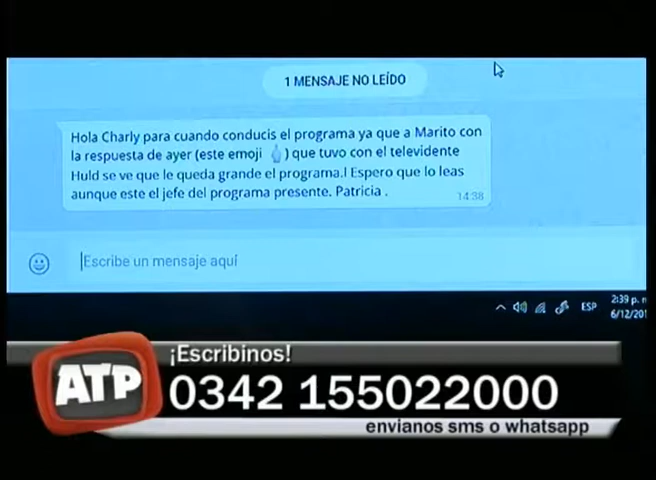 1 MENSAJE NO LEÍDO
Hola Charly para cuando conducis el programa ya que a Marito con
la respuesta de ayer (este emoji 🖕) que tuvo con el televidente
Huld se ve que le queda grande el programa.l Espero que lo leas
aunque este el jefe del programa presente. Patricia .
14:38
Escribe un mensaje aquí
ESP
2:39 p.
6/12/201
¡Escribinos!
ATP
0342 155022000
envianos sms o whatsapp